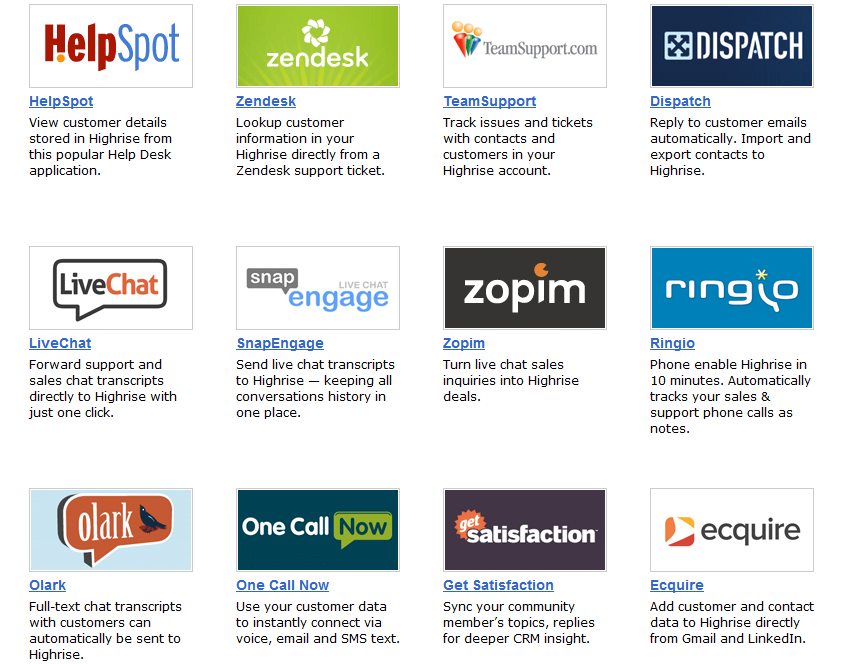 HelpSpot
HelpSpot
View customer details
stored in Highrise from
this popular Help Desk
application.
zendesk
Zendesk
Lookup customer
information in your
Highrise directly from a
Zendesk support ticket.
TeamSupport.com
TeamSupport
Track issues and tickets
with contacts and
customers in your
Highrise account.
DISPATCH
Dispatch
Reply to customer emails
automatically. Import and
export contacts to
Highrise.
LiveChat
LiveChat
Forward support and
sales chat transcripts
directly to Highrise with
just one click.
snap
LIVE CHAT
engage
SnapEngage
Send live chat transcripts
to Highrise — keeping all
conversations history in
one place.
zopim
Zopim
Turn live chat sales
inquiries into Highrise
deals.
ringio
Ringio
Phone enable Highrise in
10 minutes. Automatically
tracks your sales &
support phone calls as
notes.
olark
Olark
Full-text chat transcripts
with customers can
automatically be sent to
Highrise.
One Call Now
One Call Now
Use your customer data
to instantly connect via
voice, email and SMS text.
get
satisfaction
Get Satisfaction
Sync your community
member’s topics, replies
for deeper CRM insight.
ecquire
Ecquire
Add customer and contact
data to Highrise directly
from Gmail and LinkedIn.